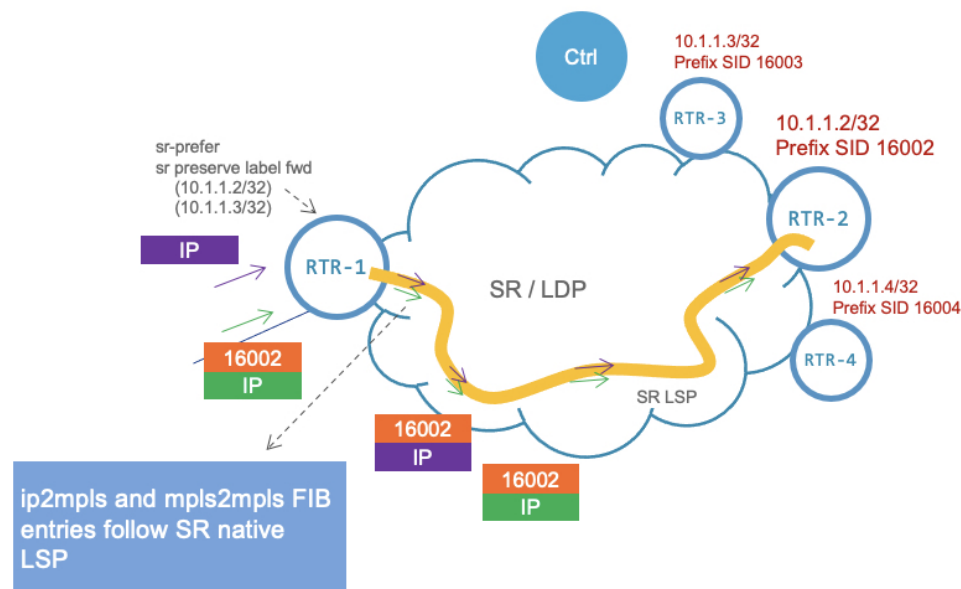 Ctrl
10.1.1.3/32
Prefix SID 16003
RTR-3
10.1.1.2/32
Prefix SID 16002
RTR-2
sr-prefer
sr preserve label fwd
(10.1.1.2/32)
(10.1.1.3/32)
IP
RTR-1
SR / LDP
10.1.1.4/32
Prefix SID 16004
RTR-4
16002
IP
SR LSP
16002
IP
16002
IP
ip2mpls and mpls2mpls FIB
entries follow SR native
LSP